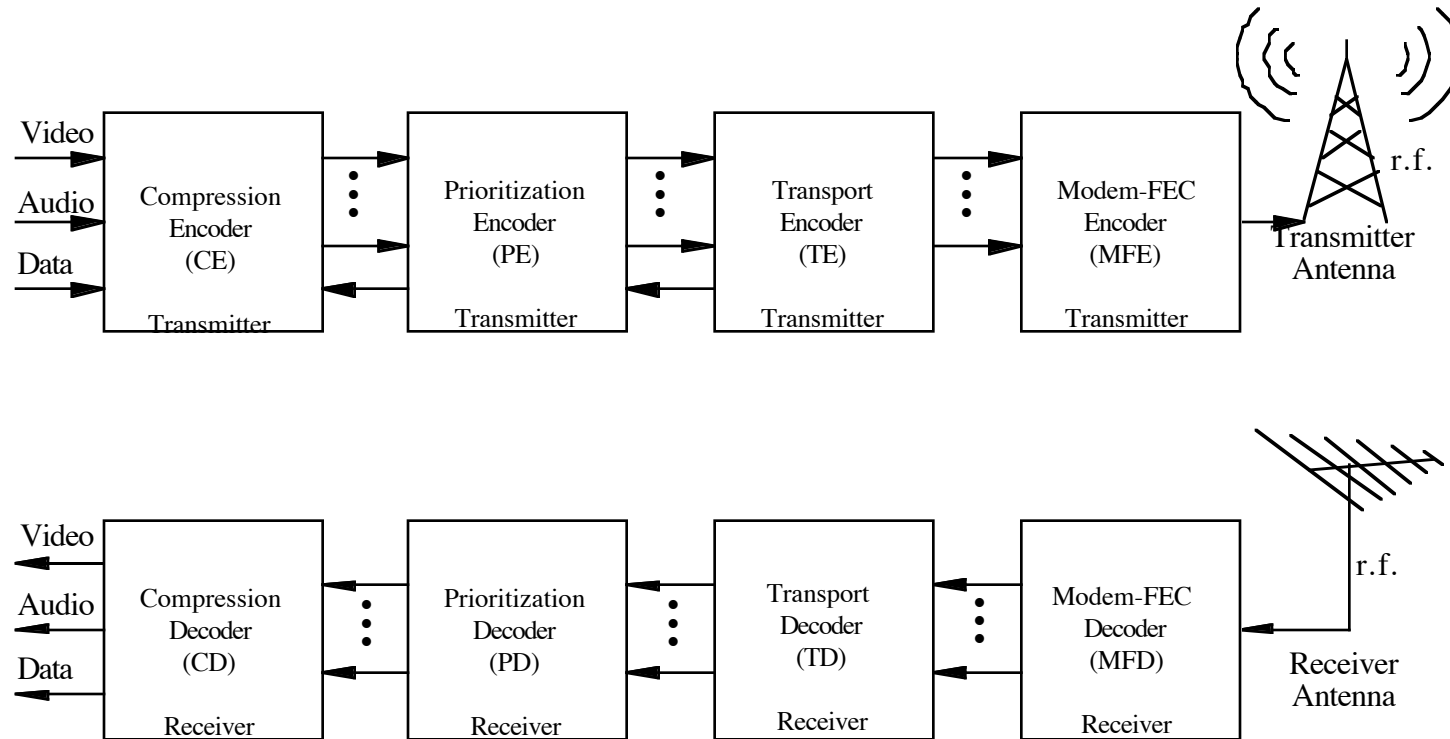 Video
Audio
Data
Compression
Encoder
(CE)
Transmitter
Prioritization
Encoder
(PE)
Transmitter
Transport
Encoder
(TE)
Transmitter
Modem-FEC
Encoder
(MFE)
Transmitter
r.f.
Transmitter
Antenna
Video
Audio
Data
Compression
Decoder
(CD)
Receiver
Prioritization
Decoder
(PD)
Receiver
Transport
Decoder
(TD)
Receiver
Modem-FEC
Decoder
(MFD)
Receiver
r.f.
Receiver
Antenna